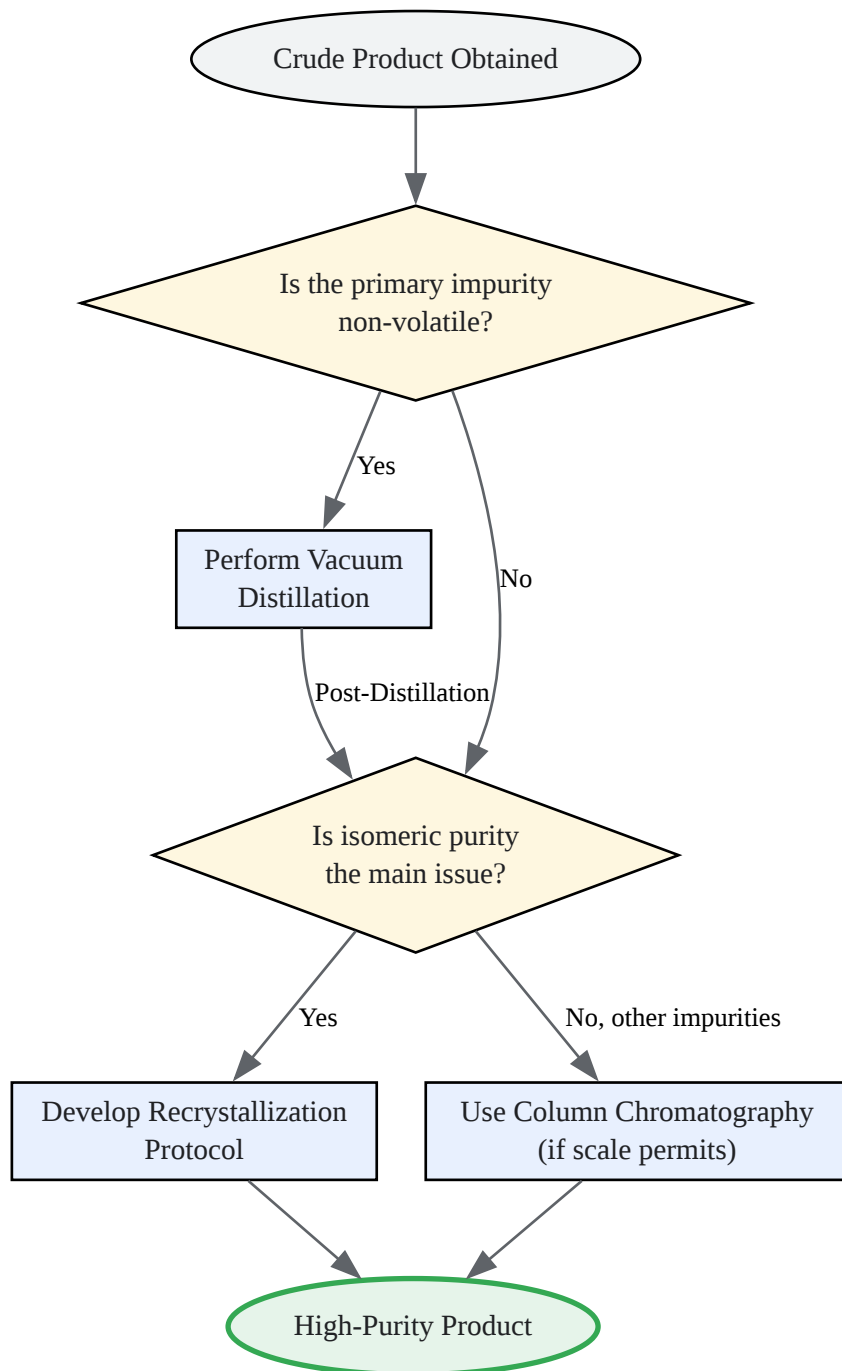 Crude Product Obtained
Is the primary impurity
non-volatile?
Yes
Perform Vacuum
Distillation
No
Post-Distillation
Is isomeric purity
the main issue?
Yes
No, other impurities
Develop Recrystallization
Protocol
Use Column Chromatography
(if scale permits)
High-Purity Product